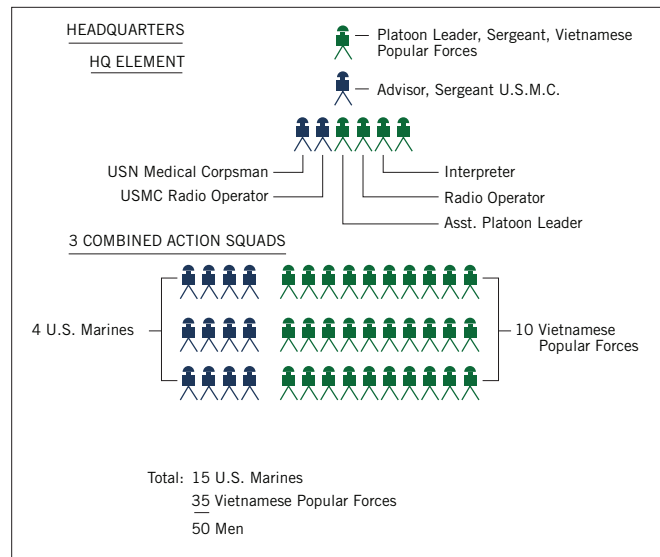 HEADQUARTERS
HQ ELEMENT
Platoon Leader, Sergeant, Vietnamese
Popular Forces
Advisor, Sergeant U.S.M.C.
USN Medical Corpsman
USMC Radio Operator
Interpreter
Radio Operator
Asst. Platoon Leader
3 COMBINED ACTION SQUADS
4 U.S. Marines
10 Vietnamese
Popular Forces
Total: 15 U.S. Marines
35 Vietnamese Popular Forces
50 Men